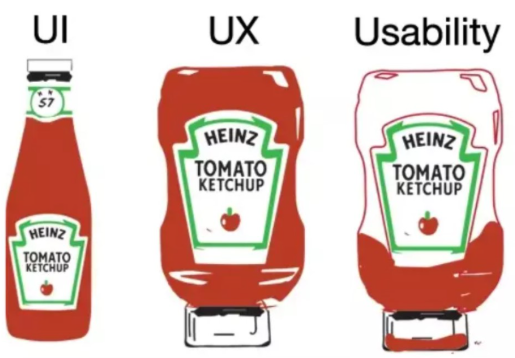 UI
UX
Usability
57
HEINZ
TOMATO
KETCHUP
HEINZ
TOMATO
KETCHUP
HEINZ
TOMATO
KETCHUP